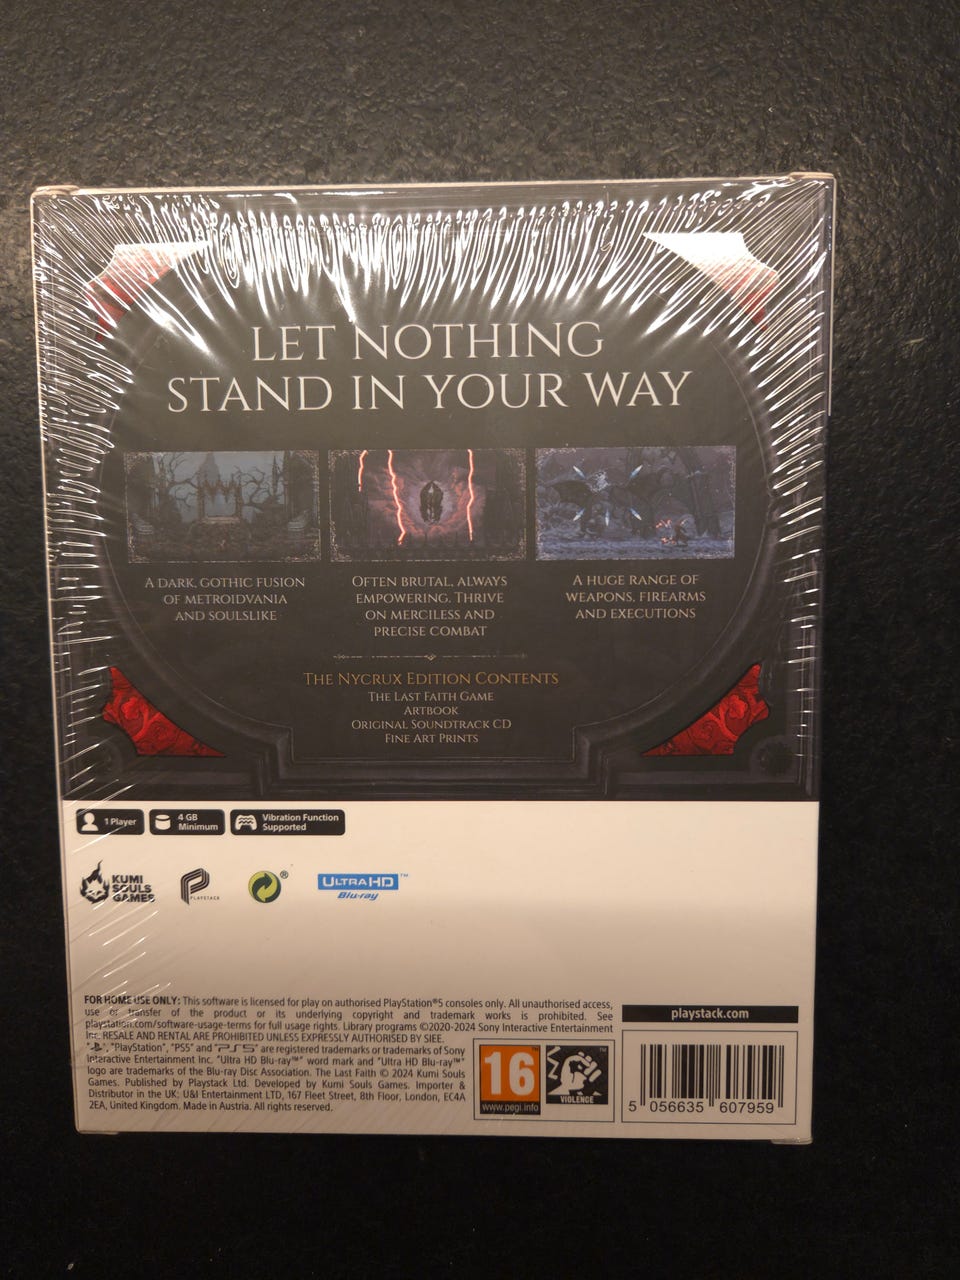 LET NOTHING
STAND IN YOUR WAY
A DARK, GOTHIC FUSION
OF METROIDVANIA
AND SOULSLIKE
OFTEN BRUTAL, ALWAYS
EMPOWERING. THRIVE
ON MERCILESS AND
PRECISE COMBAT
A HUGE RANGE OF
WEAPONS, FIREARMS
AND EXECUTIONS
THE NYCRUX EDITION CONTENTS
THE LAST FAITH GAME
ARTBOOK
ORIGINAL SOUNDTRACK CD
FINE ART PRINTS
1 Player
4 GB
Minimum
Vibration Function
Supported
KUMI
SOULS
GAMES
PLAYSTACK
®
ULTRA HD™
Blu-ray
FOR HOME USE ONLY: This software is licensed for play on authorised PlayStation®5 consoles only. All unauthorised access,
use or transfer of the product or its underlying copyright and trademark works is prohibited. See
playstation.com/software-usage-terms for full usage rights. Library programs ©2020-2024 Sony Interactive Entertainment
Inc. RESALE AND RENTAL ARE PROHIBITED UNLESS EXPRESSLY AUTHORISED BY SIEE.
"PlayStation", "PS5" and "PS5" are registered trademarks or trademarks of Sony
Interactive Entertainment Inc. "Ultra HD Blu-ray™" word mark and "Ultra HD Blu-ray™"
logo are trademarks of the Blu-ray Disc Association. The Last Faith © 2024 Kumi Souls
Games. Published by Playstack Ltd. Developed by Kumi Souls Games. Importer &
Distributor in the UK: U&I Entertainment LTD, 167 Fleet Street, 8th Floor, London, EC4A
2EA, United Kingdom. Made in Austria. All rights reserved.
playstack.com
16
www.pegi.info
VIOLENCE
5 056635 607959